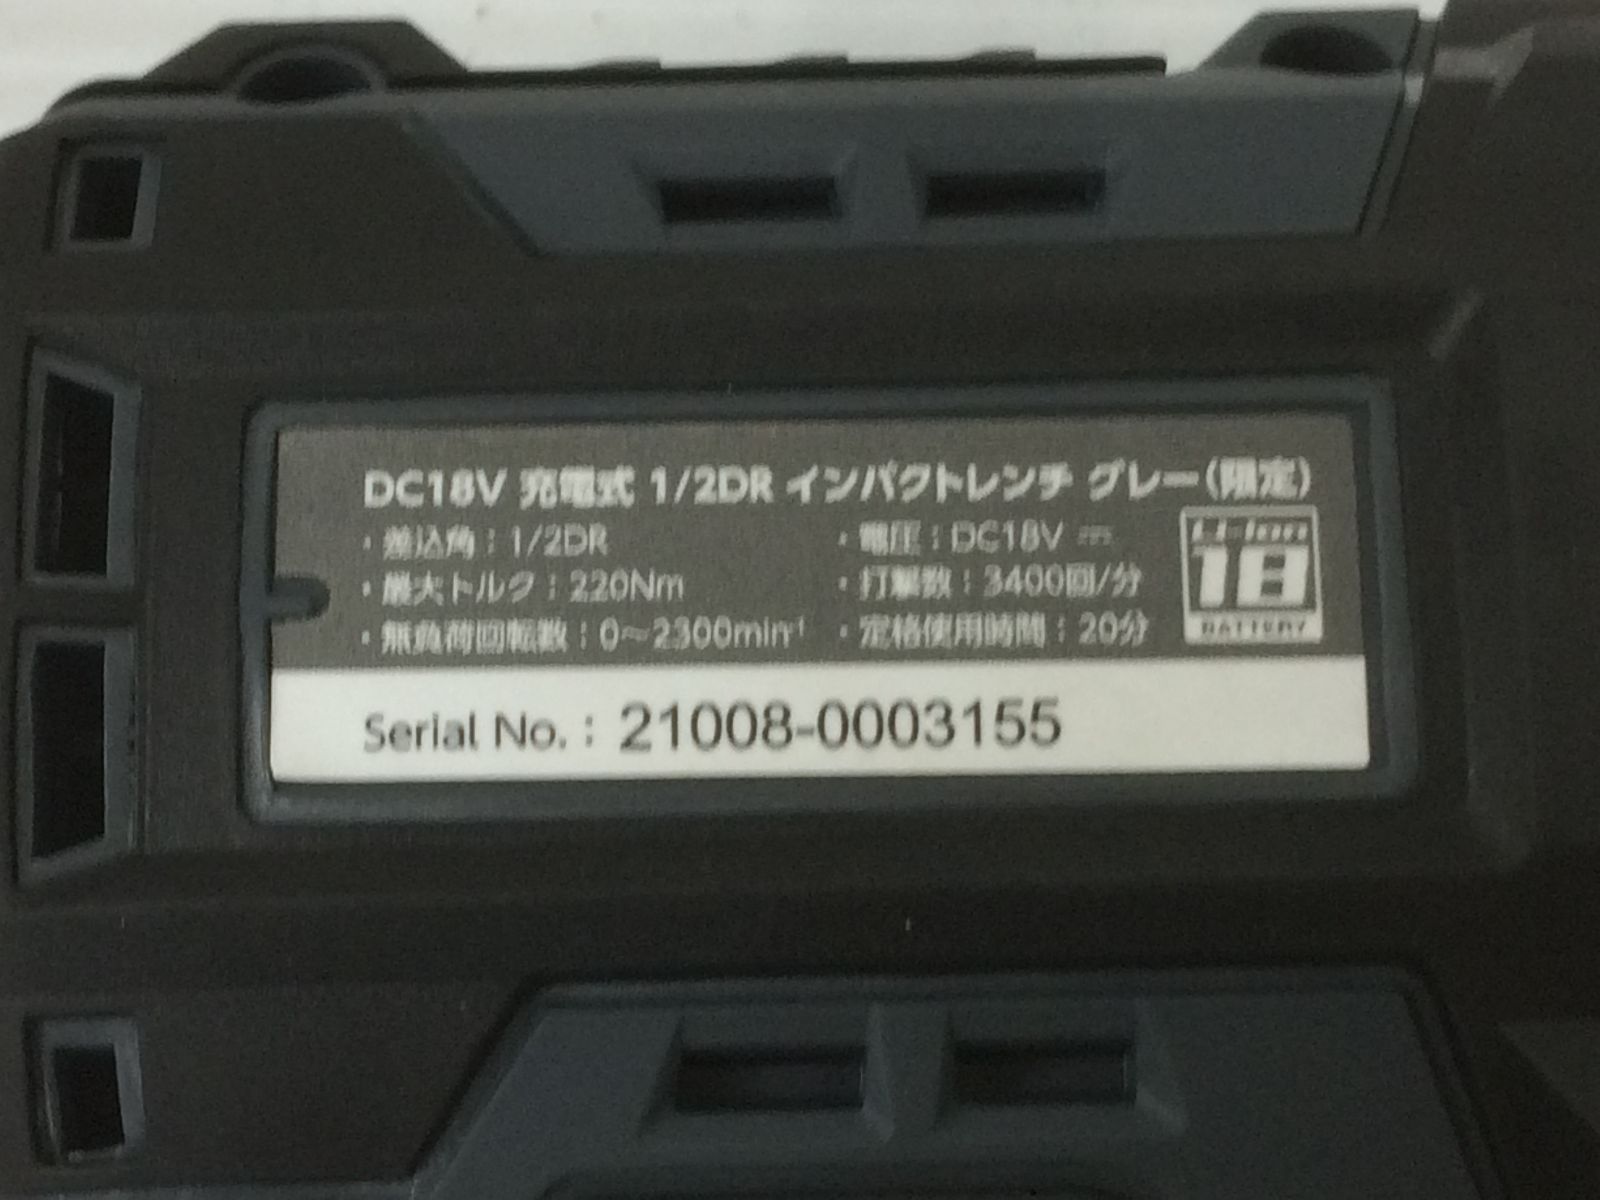 DC18V 充電式 1/2DR インパクトレンチ グレー(限定)
・差込角：1/2DR
・電圧：DC18V ⎓
・最大トルク：220Nm
・打撃数：3400回/分
・無負荷回転数：0～2300min⁻¹
・定格使用時間：20分
Li-Ion
18
BATTERY
Serial No.：21008-0003155